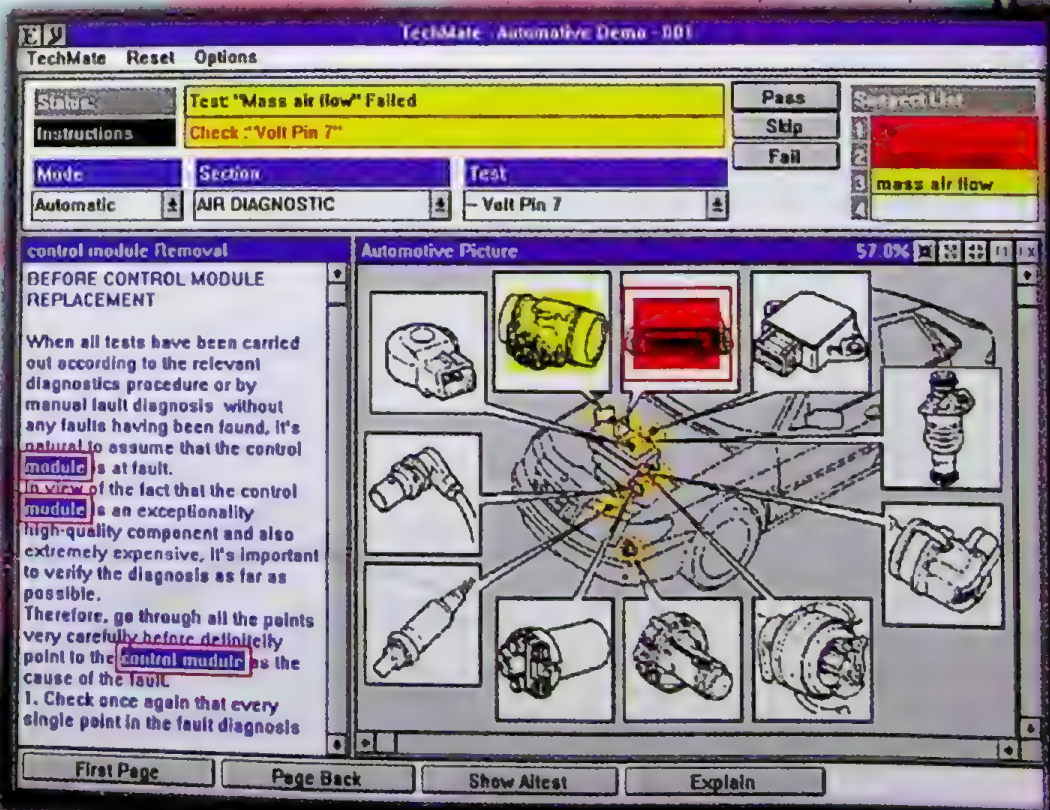 TechMate Automotive Demo - 001
TechMate Reset Options
Status:
Test "Mass air flow" Failed
Instructions
Check :"Volt Pin 7"
Pass
Skip
Fail
Suspect List
1
2
3 mass air flow
4
Mode
Section
Test
Automatic
AIR DIAGNOSTIC
- Volt Pin 7
control module Removal
BEFORE CONTROL MODULE
REPLACEMENT
When all tests have been carried
out according to the relevant
diagnostics procedure or by
manual fault diagnosis without
any faults having been found, it's
natural to assume that the control
module is at fault.
In view of the fact that the control
module is an exceptionality
high-quality component and also
extremely expensive, it's important
to verify the diagnosis as far as
possible.
Therefore, go through all the points
very carefully before definitelly
point to the control module as the
cause of the fault.
1. Check once again that every
single point in the fault diagnosis
Automotive Picture
57.0%
First Page
Page Back
Show Altest
Explain